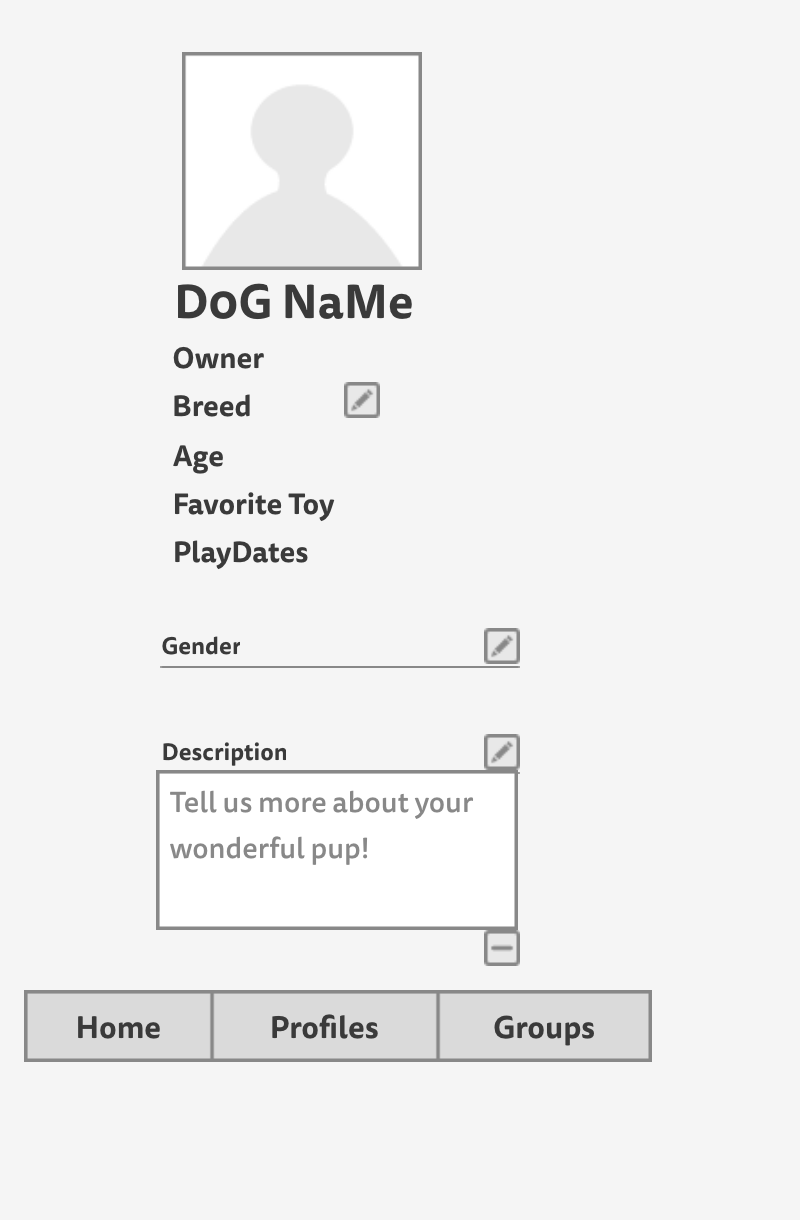 DoG NaMe
Owner
Breed
Age
Favorite Toy
PlayDates
Gender
Description
Tell us more about your
wonderful pup!
Home
Profiles
Groups